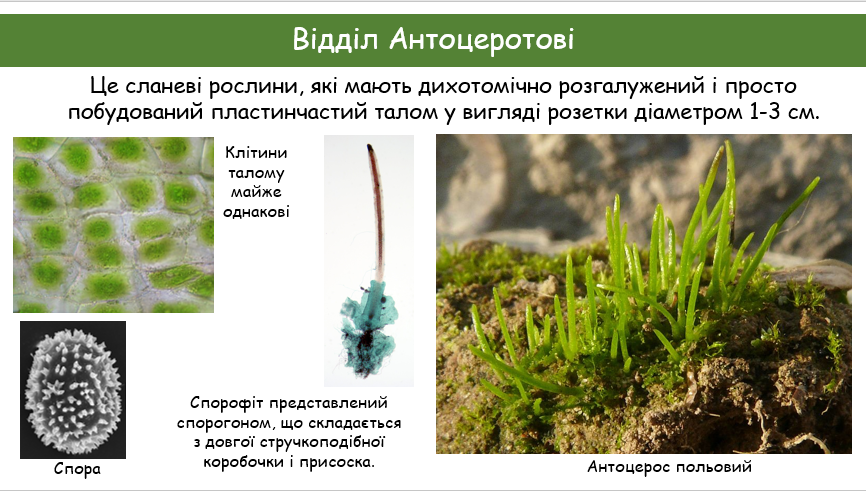 Відділ Антоцеротові
Це сланеві рослини, які мають дихотомічно розгалужений і просто
побудований пластинчастий талом у вигляді розетки діаметром 1-3 см.
Клітини
талому
майже
однакові
Спорофіт представлений
спорогоном, що складається
з довгої стручкоподібної
коробочки і присоска.
Спора
Антоцерос польовий